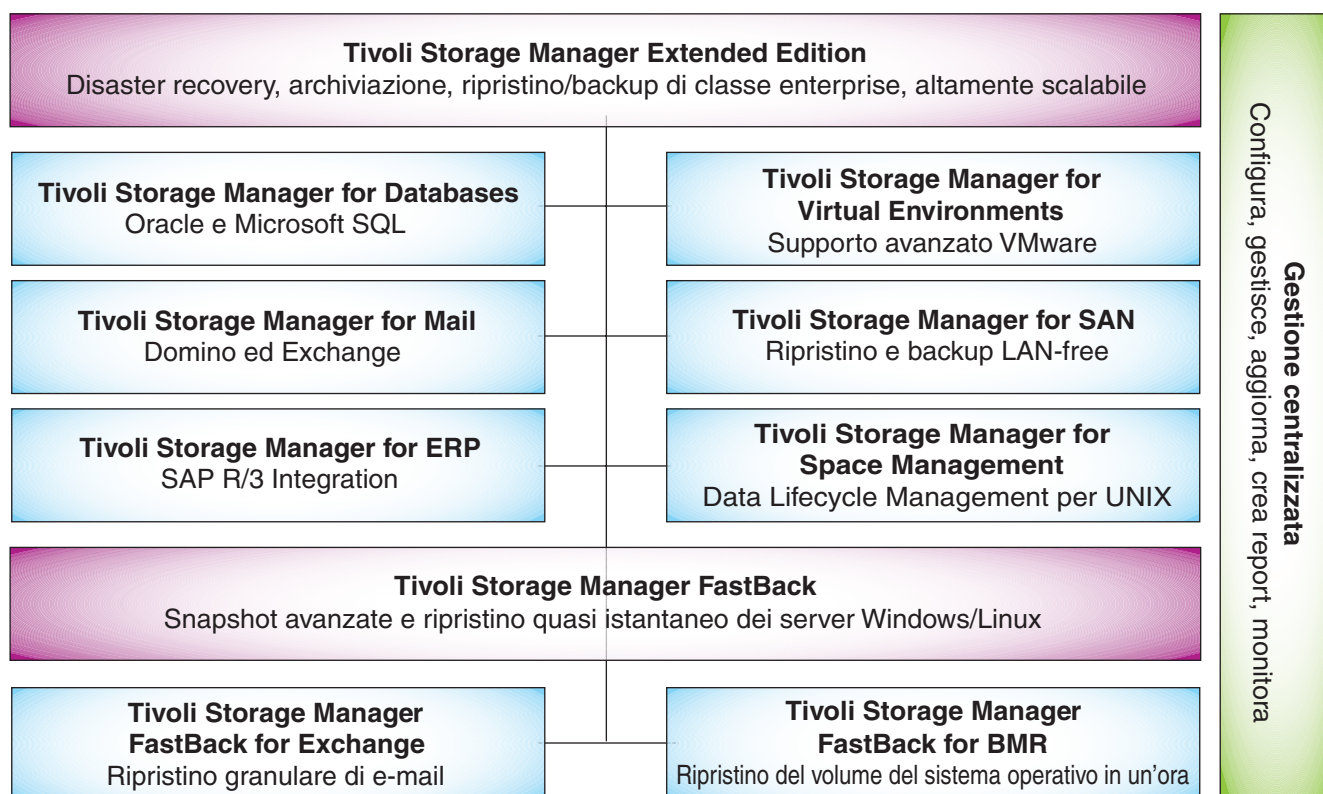 Tivoli Storage Manager Extended Edition
Disaster recovery, archiviazione, ripristino/backup di classe enterprise, altamente scalabile
Tivoli Storage Manager for Databases
Oracle e Microsoft SQL
Tivoli Storage Manager for
Virtual Environments
Supporto avanzato VMware
Tivoli Storage Manager for Mail
Domino ed Exchange
Tivoli Storage Manager for SAN
Ripristino e backup LAN-free
Tivoli Storage Manager for ERP
SAP R/3 Integration
Tivoli Storage Manager for
Space Management
Data Lifecycle Management per UNIX
Tivoli Storage Manager FastBack
Snapshot avanzate e ripristino quasi istantaneo dei server Windows/Linux
Tivoli Storage Manager
FastBack for Exchange
Ripristino granulare di e-mail
Tivoli Storage Manager
FastBack for BMR
Ripristino del volume del sistema operativo in un'ora
Gestione centralizzata
Configura, gestisce, aggiorna, crea report, monitora